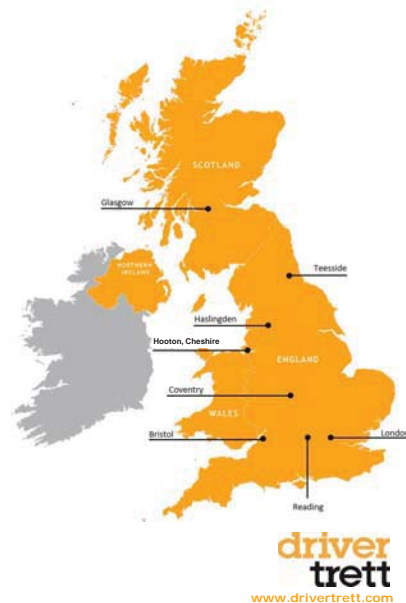 SCOTLAND
Glasgow
NORTHERN
IRELAND
Teesside
Haslingden
Hooton, Cheshire
ENGLAND
Coventry
WALES
Bristol
London
Reading
driver
trett
www.drivertrett.com